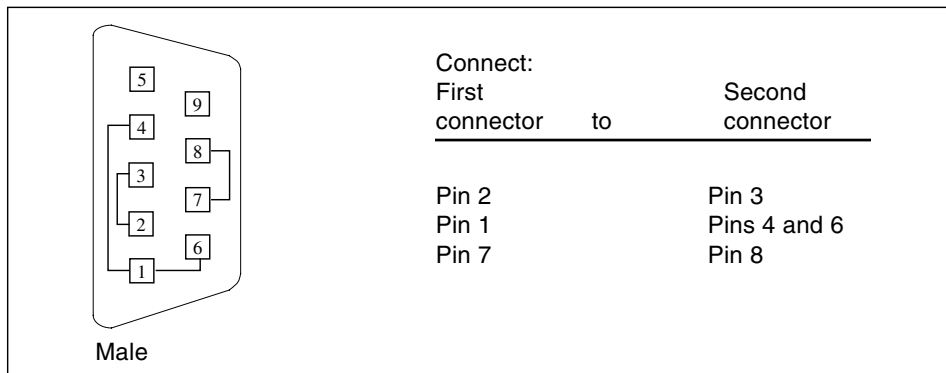 5
9
4
8
3
7
2
6
1
Male
Connect:
First Second
connector to connector
Pin 2 Pin 3
Pin 1 Pins 4 and 6
Pin 7 Pin 8